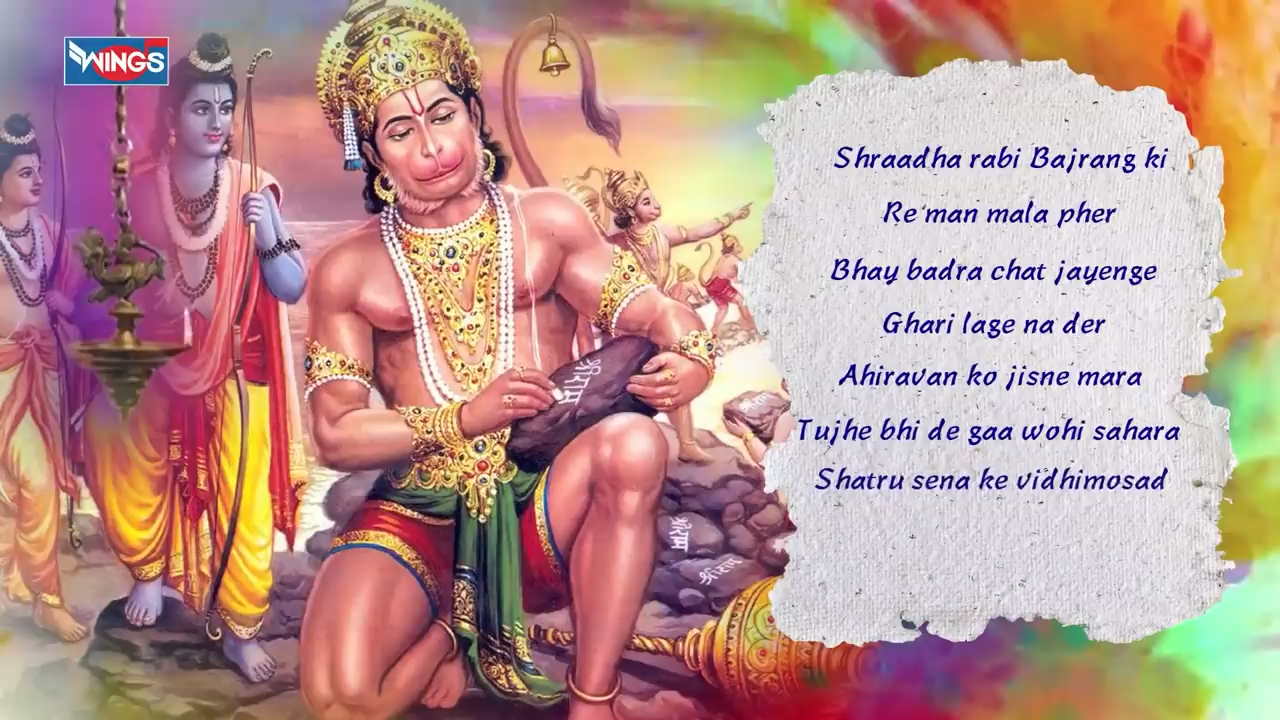 WINGS
Shraadha rabi Bajrang ki
Re man mala pher
Bhay badra chat jayenge
Ghari lage na der
Ahiravan ko jisne mara
Tujhe bhi de gaa wohi sahara
Shatru sena ke vidhimosad
श्रीराम
श्रीराम
श्रीराम